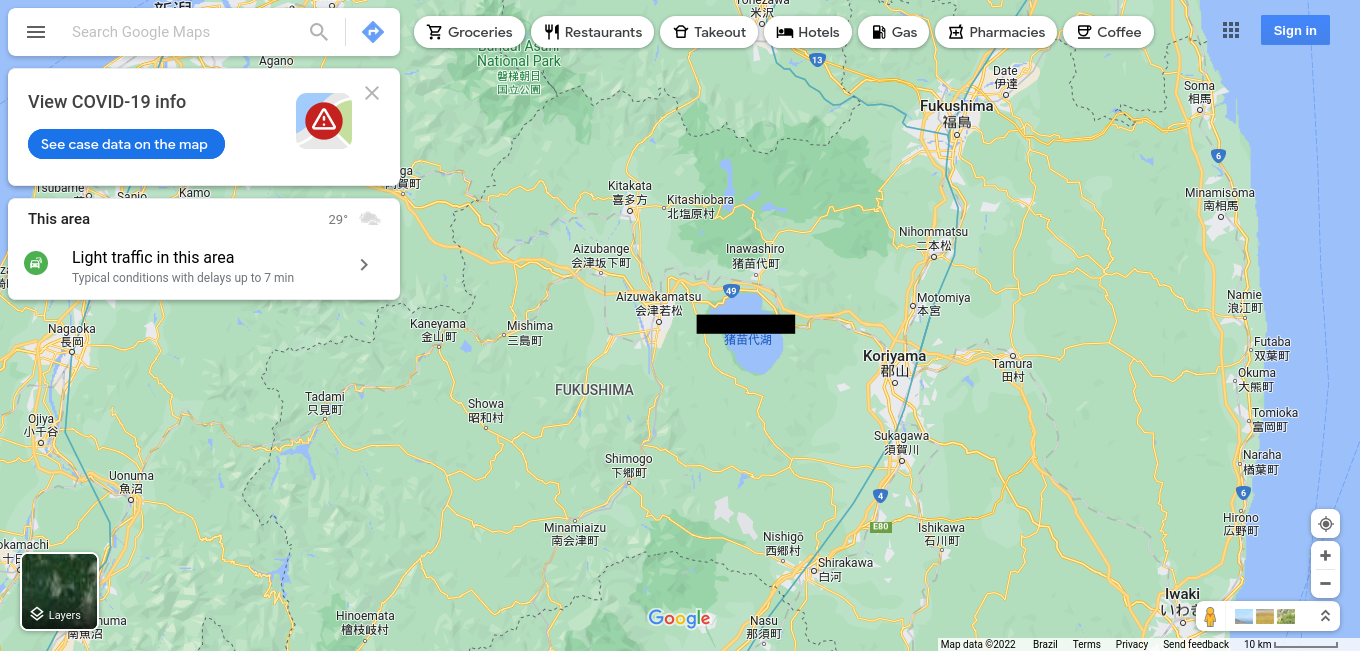 新潟
Search Google Maps
Groceries
Restaurants
Takeout
Hotels
Gas
Pharmacies
Coffee
Sign in
米沢
Agano
Bandai Asahi
National Park
磐梯朝日
国立公園
13
Date
伊達
Soma
相馬
View COVID-19 info
See case data on the map
Fukushima
福島
6
Kamo
Kitakata
喜多方
Kitashiobara
北塩原村
Minamisōma
南相馬
This area
29°
Light traffic in this area
Typical conditions with delays up to 7 min
Nihommatsu
二本松
Aizubange
会津坂下町
Inawashiro
猪苗代町
49
Aizuwakamatsu
会津若松
Motomiya
本宮
Namie
浪江町
Nagaoka
長岡
Kaneyama
金山町
Mishima
三島町
猪苗代湖
Koriyama
郡山
Tamura
田村
Futaba
双葉町
Okuma
大熊町
FUKUSHIMA
Tadami
只見町
Showa
昭和村
Tomioka
富岡町
Ojiya
小千谷
Sukagawa
須賀川
Naraha
楢葉町
Shimogo
下郷町
Uonuma
魚沼
4
6
E80
Minamiaizu
南会津町
Nishigō
西郷村
Ishikawa
石川町
Hirono
広野町
Shirakawa
白河
Iwaki
Layers
南魚沼
Hinoemata
檜枝岐村
Google
Nasu
那須町
Map data ©2022
Brazil
Terms
Privacy
Send feedback
10 km